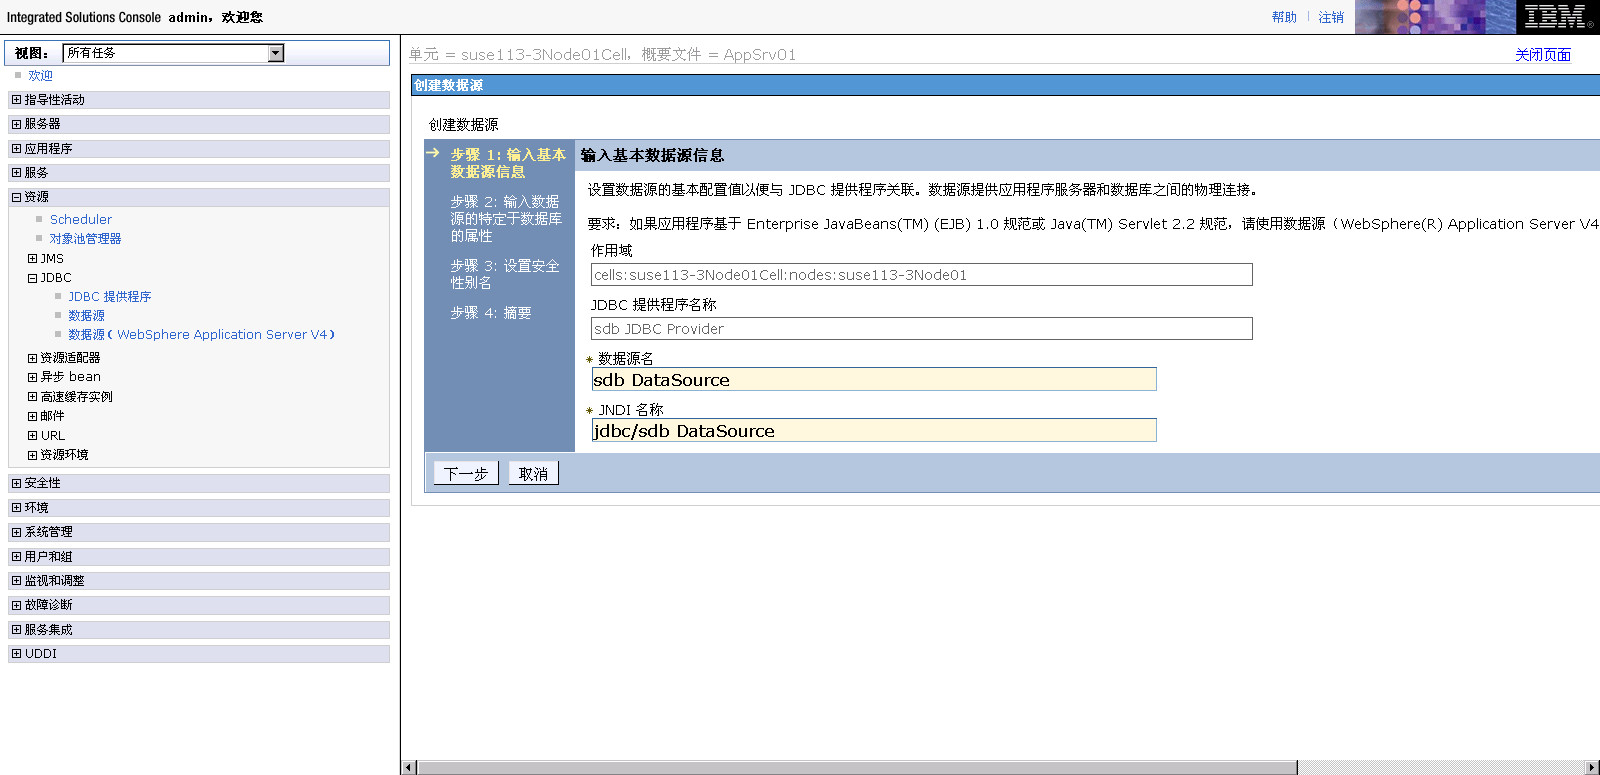 Integrated Solutions Console admin，欢迎您
帮助 注销
IBM
视图： 所有任务
欢迎
指导性活动
服务器
应用程序
服务
资源
Scheduler
对象池管理器
JMS
JDBC
JDBC 提供程序
数据源
数据源（WebSphere Application Server V4）
资源适配器
异步 bean
高速缓存实例
邮件
URL
资源环境
安全性
环境
系统管理
用户和组
监视和调整
故障诊断
服务集成
UDDI
单元 = suse113-3Node01Cell，概要文件 = AppSrv01
关闭页面
创建数据源
创建数据源
步骤 1: 输入基本
数据源信息
步骤 2: 输入数据
源的特定于数据库
的属性
步骤 3: 设置安全
性别名
步骤 4: 摘要
输入基本数据源信息
设置数据源的基本配置值以便与 JDBC 提供程序关联。数据源提供应用程序服务器和数据库之间的物理连接。
要求：如果应用程序基于 Enterprise JavaBeans(TM) (EJB) 1.0 规范或 Java(TM) Servlet 2.2 规范，请使用数据源（WebSphere(R) Application Server V4
作用域
cells:suse113-3Node01Cell:nodes:suse113-3Node01
JDBC 提供程序名称
sdb JDBC Provider
* 数据源名
sdb DataSource
* JNDI 名称
jdbc/sdb DataSource
下一步 取消